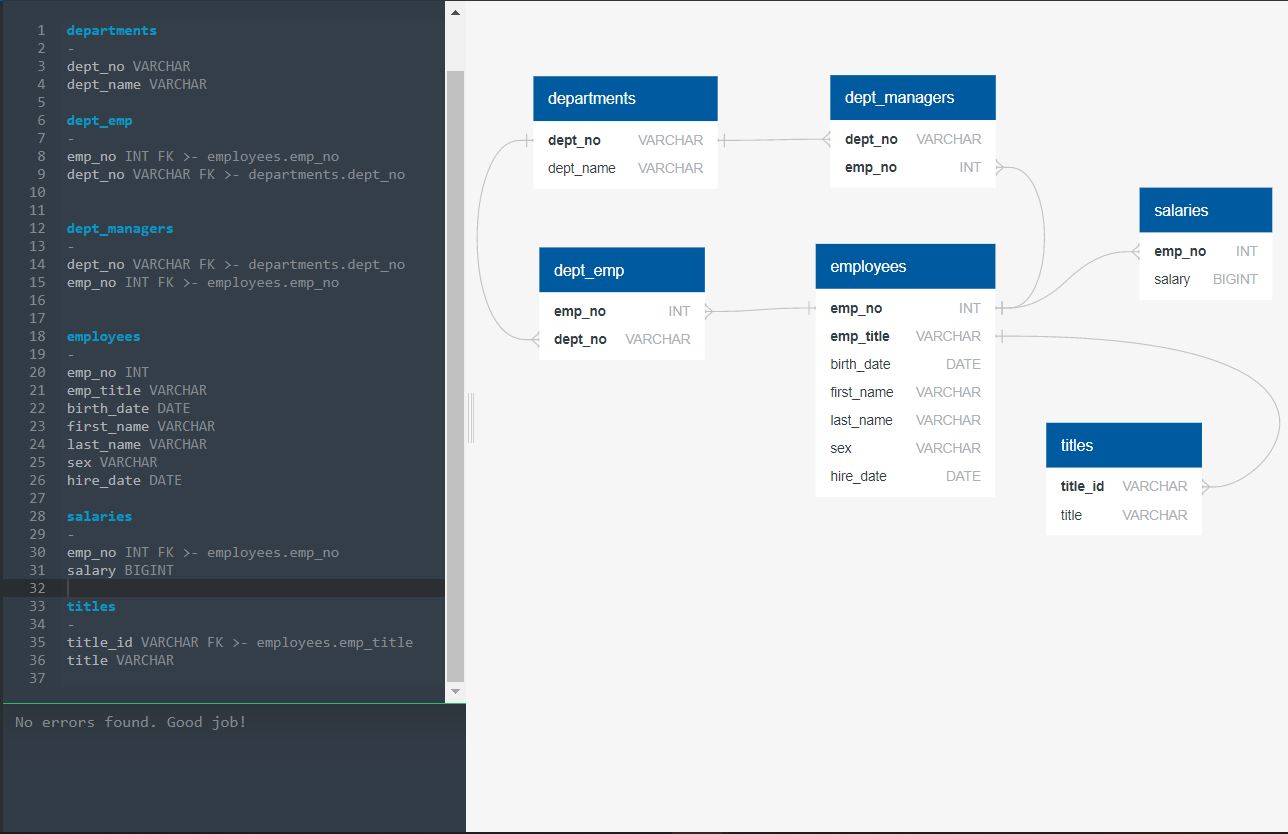 1 departments
2 -
3 dept_no VARCHAR
4 dept_name VARCHAR
5
6 dept_emp
7 -
8 emp_no INT FK >- employees.emp_no
9 dept_no VARCHAR FK >- departments.dept_no
10
11
12 dept_managers
13 -
14 dept_no VARCHAR FK >- departments.dept_no
15 emp_no INT FK >- employees.emp_no
16
17
18 employees
19 -
20 emp_no INT
21 emp_title VARCHAR
22 birth_date DATE
23 first_name VARCHAR
24 last_name VARCHAR
25 sex VARCHAR
26 hire_date DATE
27
28 salaries
29 -
30 emp_no INT FK >- employees.emp_no
31 salary BIGINT
32
33 titles
34 -
35 title_id VARCHAR FK >- employees.emp_title
36 title VARCHAR
37
No errors found. Good job!
departments
dept_no VARCHAR
dept_name VARCHAR
dept_managers
dept_no VARCHAR
emp_no INT
salaries
emp_no INT
salary BIGINT
dept_emp
emp_no INT
dept_no VARCHAR
employees
emp_no INT
emp_title VARCHAR
birth_date DATE
first_name VARCHAR
last_name VARCHAR
sex VARCHAR
hire_date DATE
titles
title_id VARCHAR
title VARCHAR